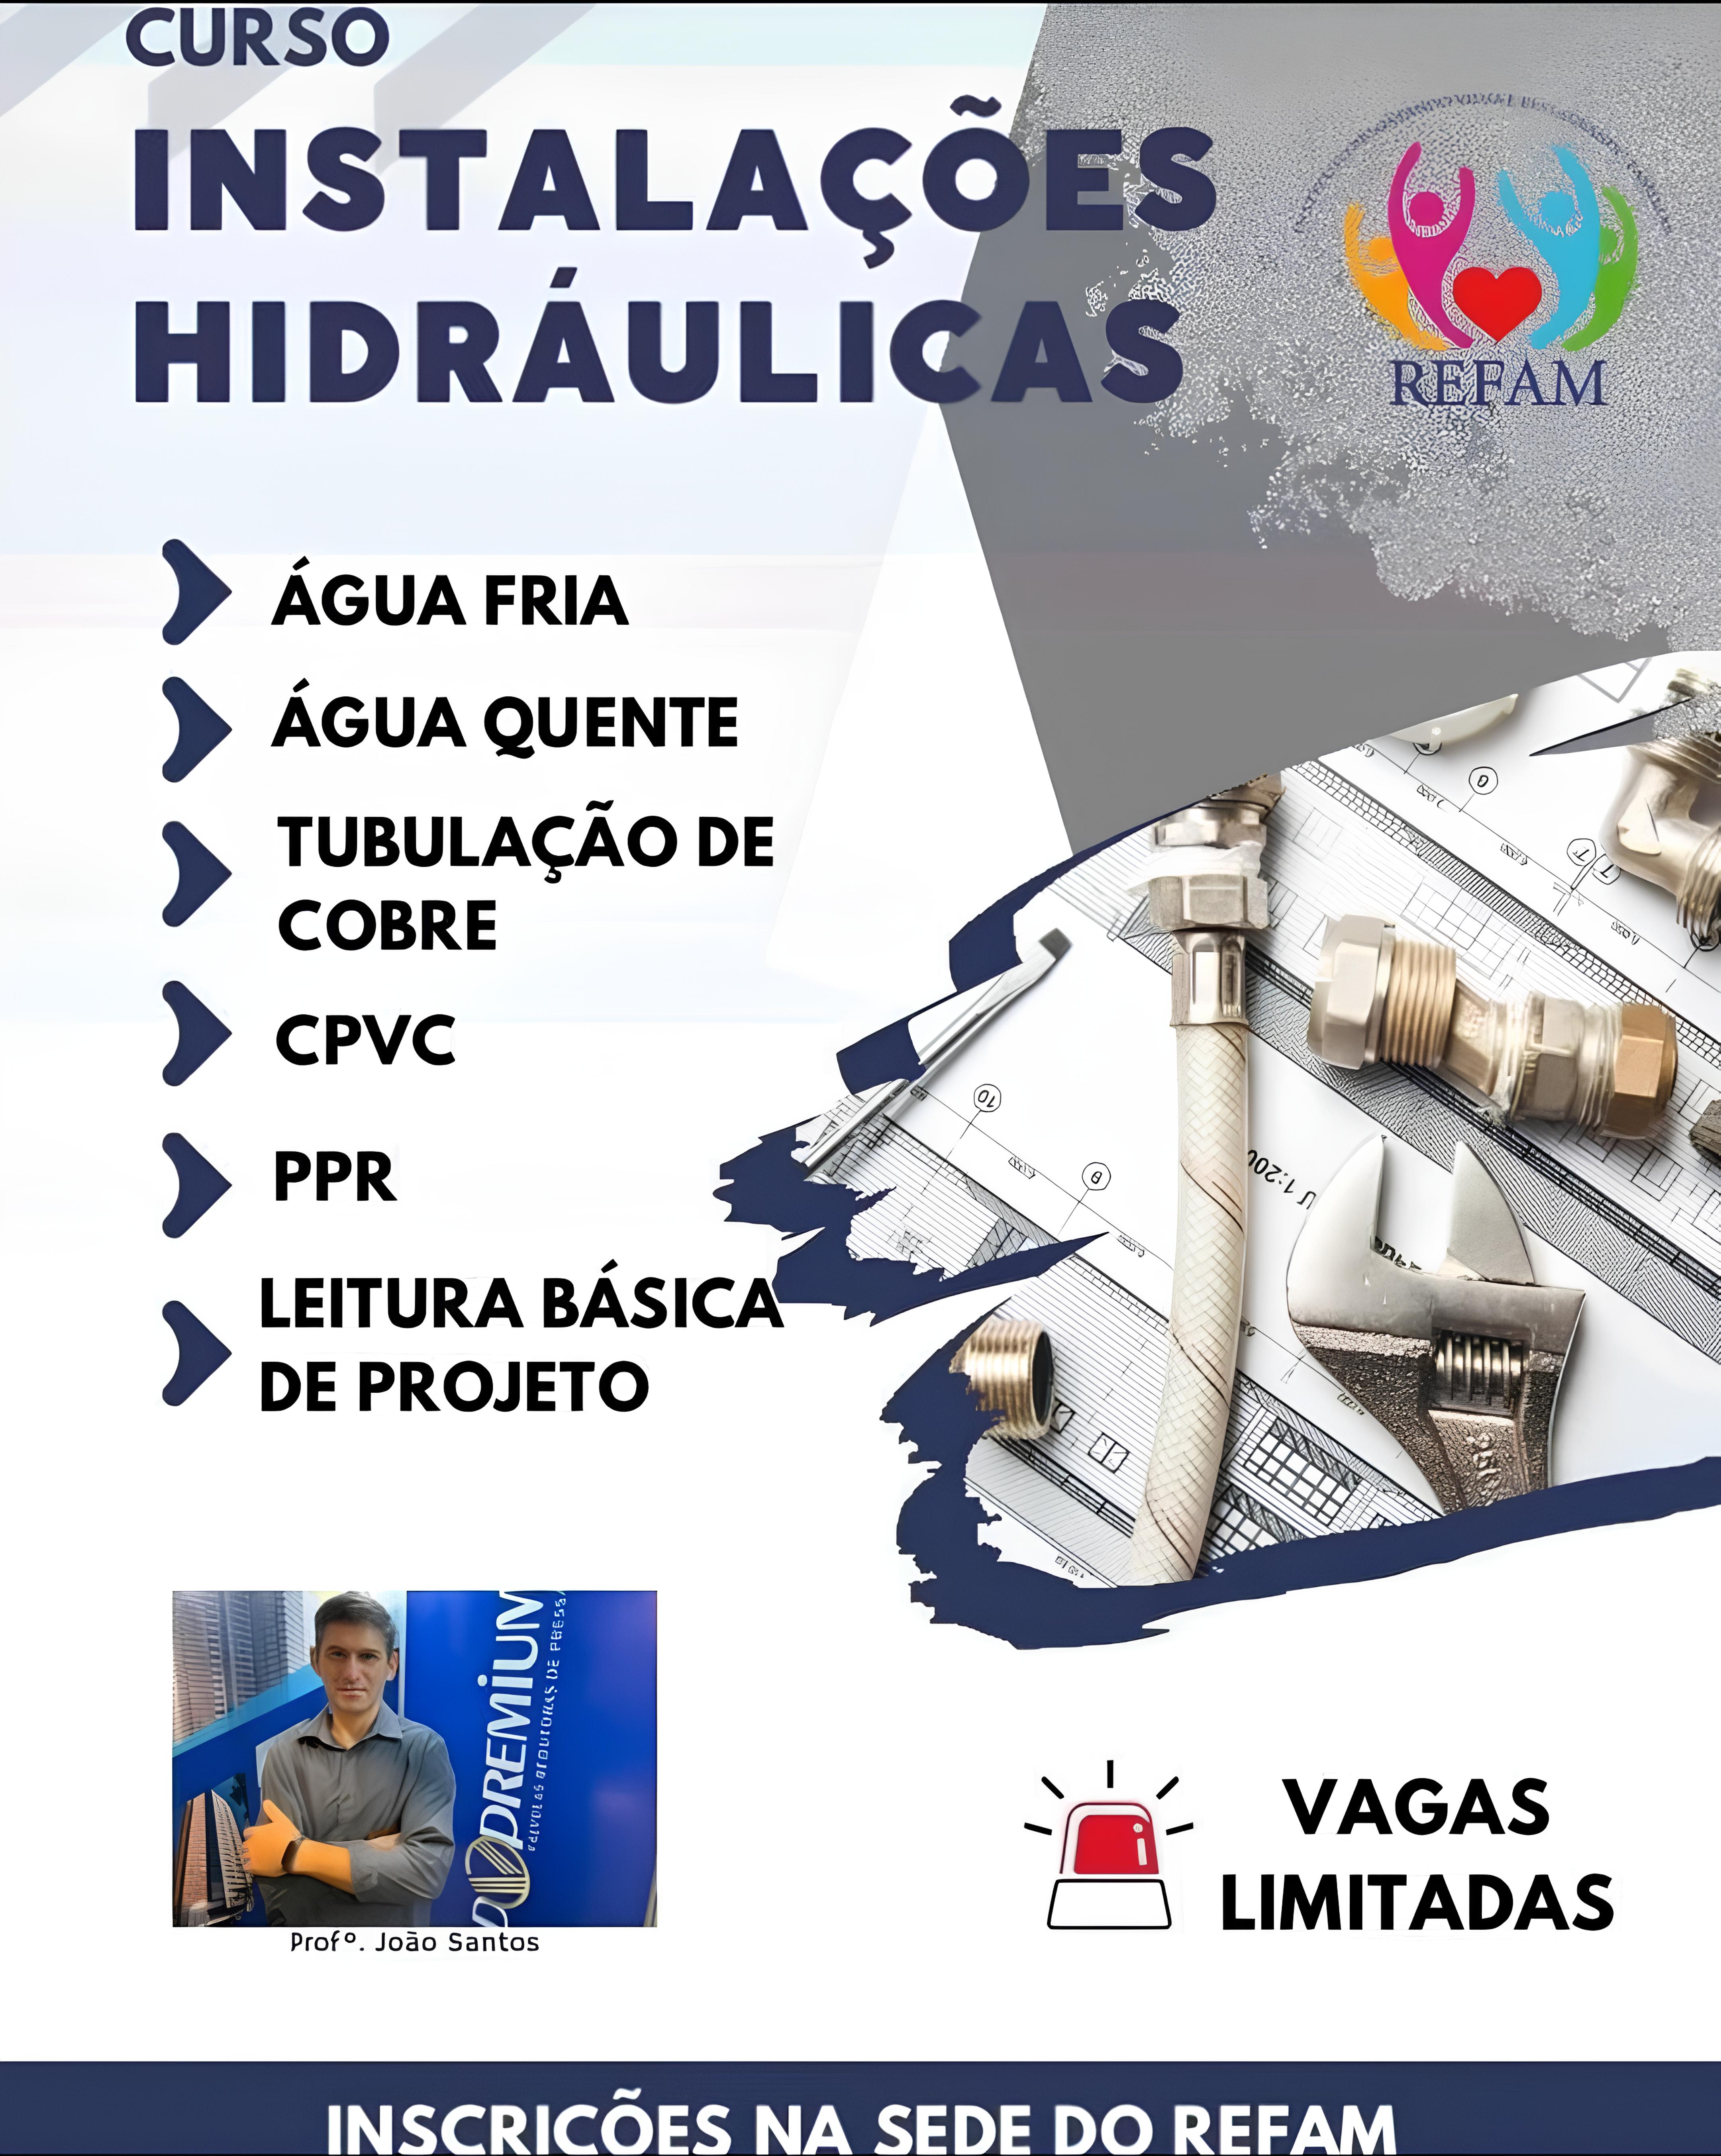 CURSO
INSTALAÇÕES
HIDRÁULICAS
REFAM
ÁGUA FRIA
ÁGUA QUENTE
TUBULAÇÃO DE
COBRE
CPVC
PPR
LEITURA BÁSICA
DE PROJETO
PREMIUM
Profº. João Santos
VAGAS
LIMITADAS
INSCRIÇÕES NA SEDE DO REFAM